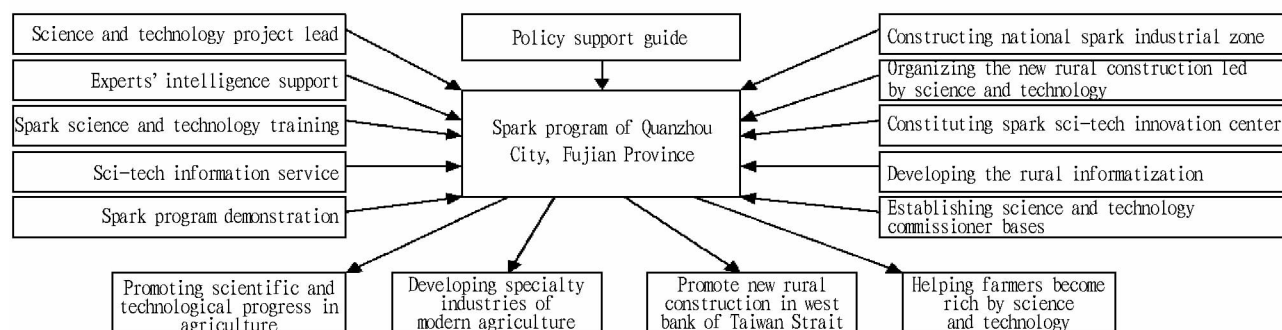 Science and technology project lead
Experts' intelligence support
Spark science and technology training
Sci-tech information service
Spark program demonstration
Policy support guide
Spark program of Quanzhou
City, Fujian Province
Constructing national spark industrial zone
Organizing the new rural construction led
by science and technology
Constituting spark sci-tech innovation center
Developing the rural informatization
Establishing science and technology
commissioner bases
Promoting scientific and
technological progress in
agriculture
Developing specialty
industries of
modern agriculture
Promote new rural
construction in west
bank of Taiwan Strait
Helping farmers become
rich by science
and technology